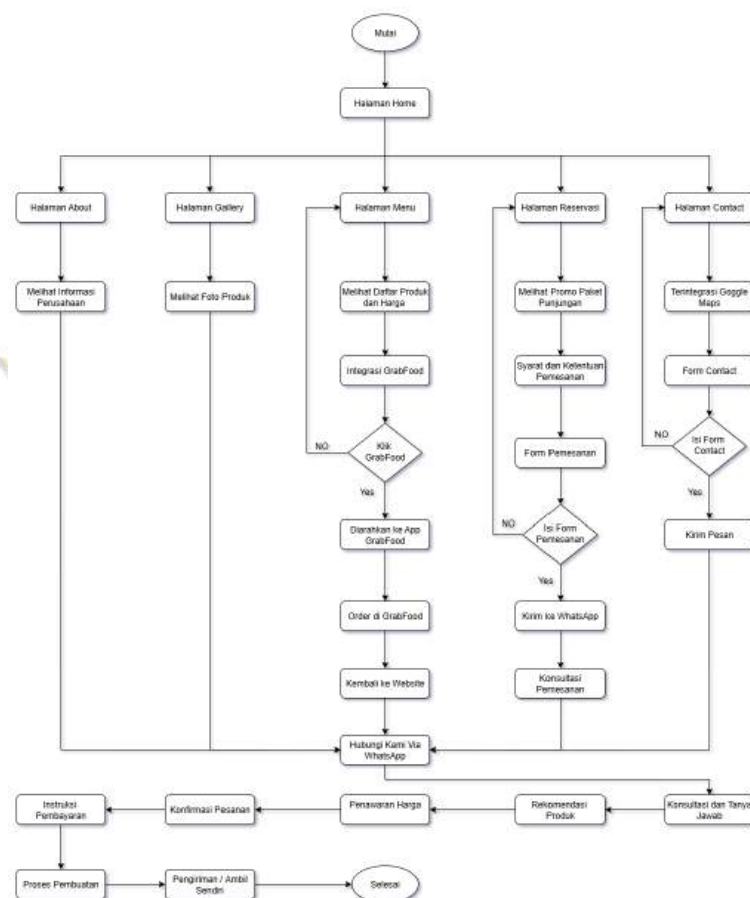 Mulai
Halaman Home
Halaman About
Halaman Gallery
Halaman Menu
Halaman Reservasi
Halaman Contact
Melihat Informasi
Perusahaan
Melihat Foto Produk
Melihat Daftar Produk
dan Harga
Melihat Promo Paket
Punjungan
Terintegrasi Goggle
Maps
Integrasi GrabFood
Syarat dan Ketentuan
Pemesanan
Form Contact
NO
Klik
GrabFood
Yes
Form Pemesanan
NO
Isi Form
Contact
Yes
Diarahkan ke App
GrabFood
NO
Isi Form
Pemesanan
Yes
Kirim Pesan
Order di GrabFood
Kirim ke WhatsApp
Kembali ke Website
Konsultasi
Pemesanan
Hubungi Kami Via
WhatsApp
Instruksi
Pembayaran
Konfirmasi Pesanan
Penawaran Harga
Rekomendasi
Produk
Konsultasi dan Tanya
Jawab
Proses Pembuatan
Pengiriman / Ambil
Sendiri
Selesai